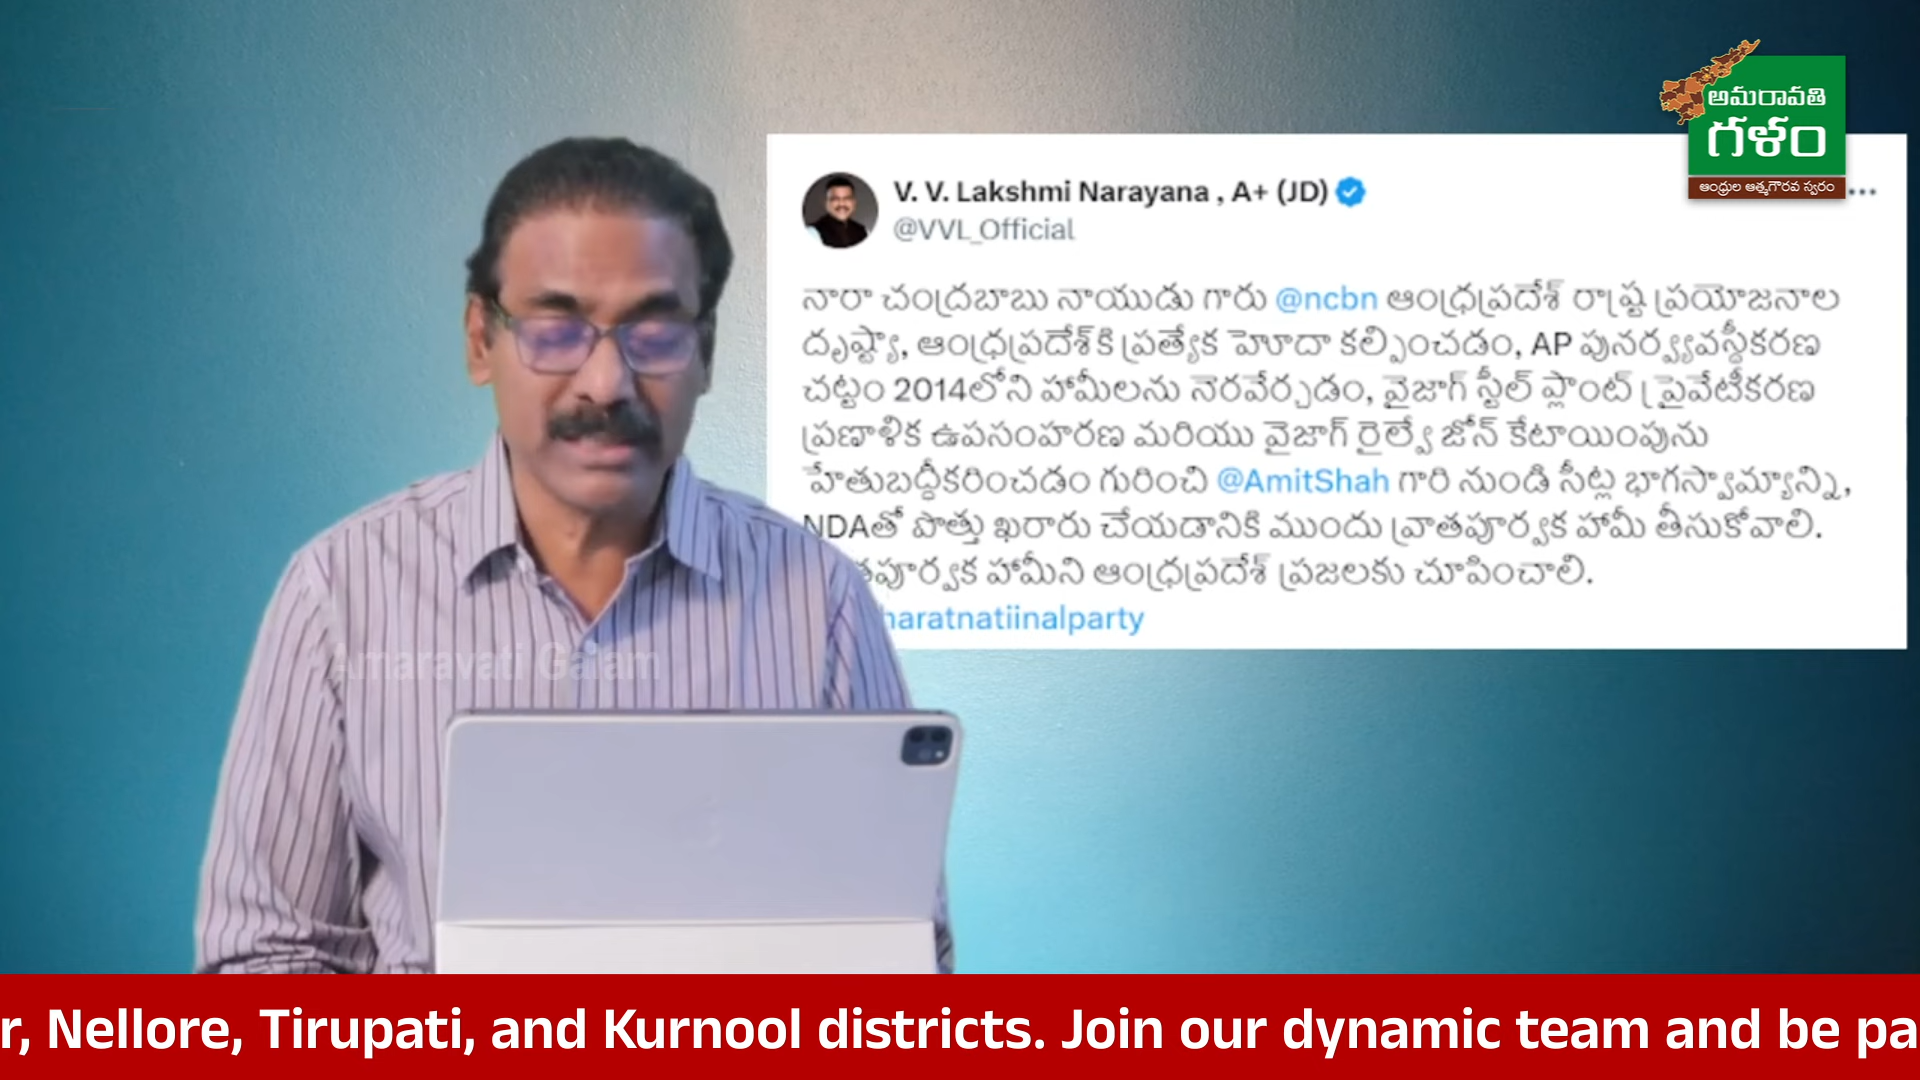 అమరావతి
గళం
ఆంధ్రుల ఆత్మగౌరవ స్వరం
V. V. Lakshmi Narayana , A+ (JD)
@VVL_Official
నారా చంద్రబాబు నాయుడు గారు @ncbn ఆంధ్రప్రదేశ్ రాష్ట్ర ప్రయోజనాల
దృష్ట్యా, ఆంధ్రప్రదేశ్‌కి ప్రత్యేక హెూదా కల్పించడం, AP పునర్వ్యవస్థీకరణ
చట్టం 2014లోని హామీలను నెరవేర్చడం, వైజాగ్ స్టీల్ ప్లాంట్ ప్రైవేటీకరణ
ప్రణాళిక ఉపసంహరణ మరియు వైజాగ్ రైల్వే జోన్ కేటాయింపును
హేతుబద్ధీకరించడం గురించి @AmitShah గారి నుండి సీట్ల భాగస్వామ్యాన్ని,
NDAతో పొత్తు ఖరారు చేయడానికి ముందు వ్రాతపూర్వక హామీ తీసుకోవాలి.
తపూర్వక హామీని ఆంధ్రప్రదేశ్ ప్రజలకు చూపించాలి.
haratnatiinalparty
Amaravati Galam
r, Nellore, Tirupati, and Kurnool districts. Join our dynamic team and be pa